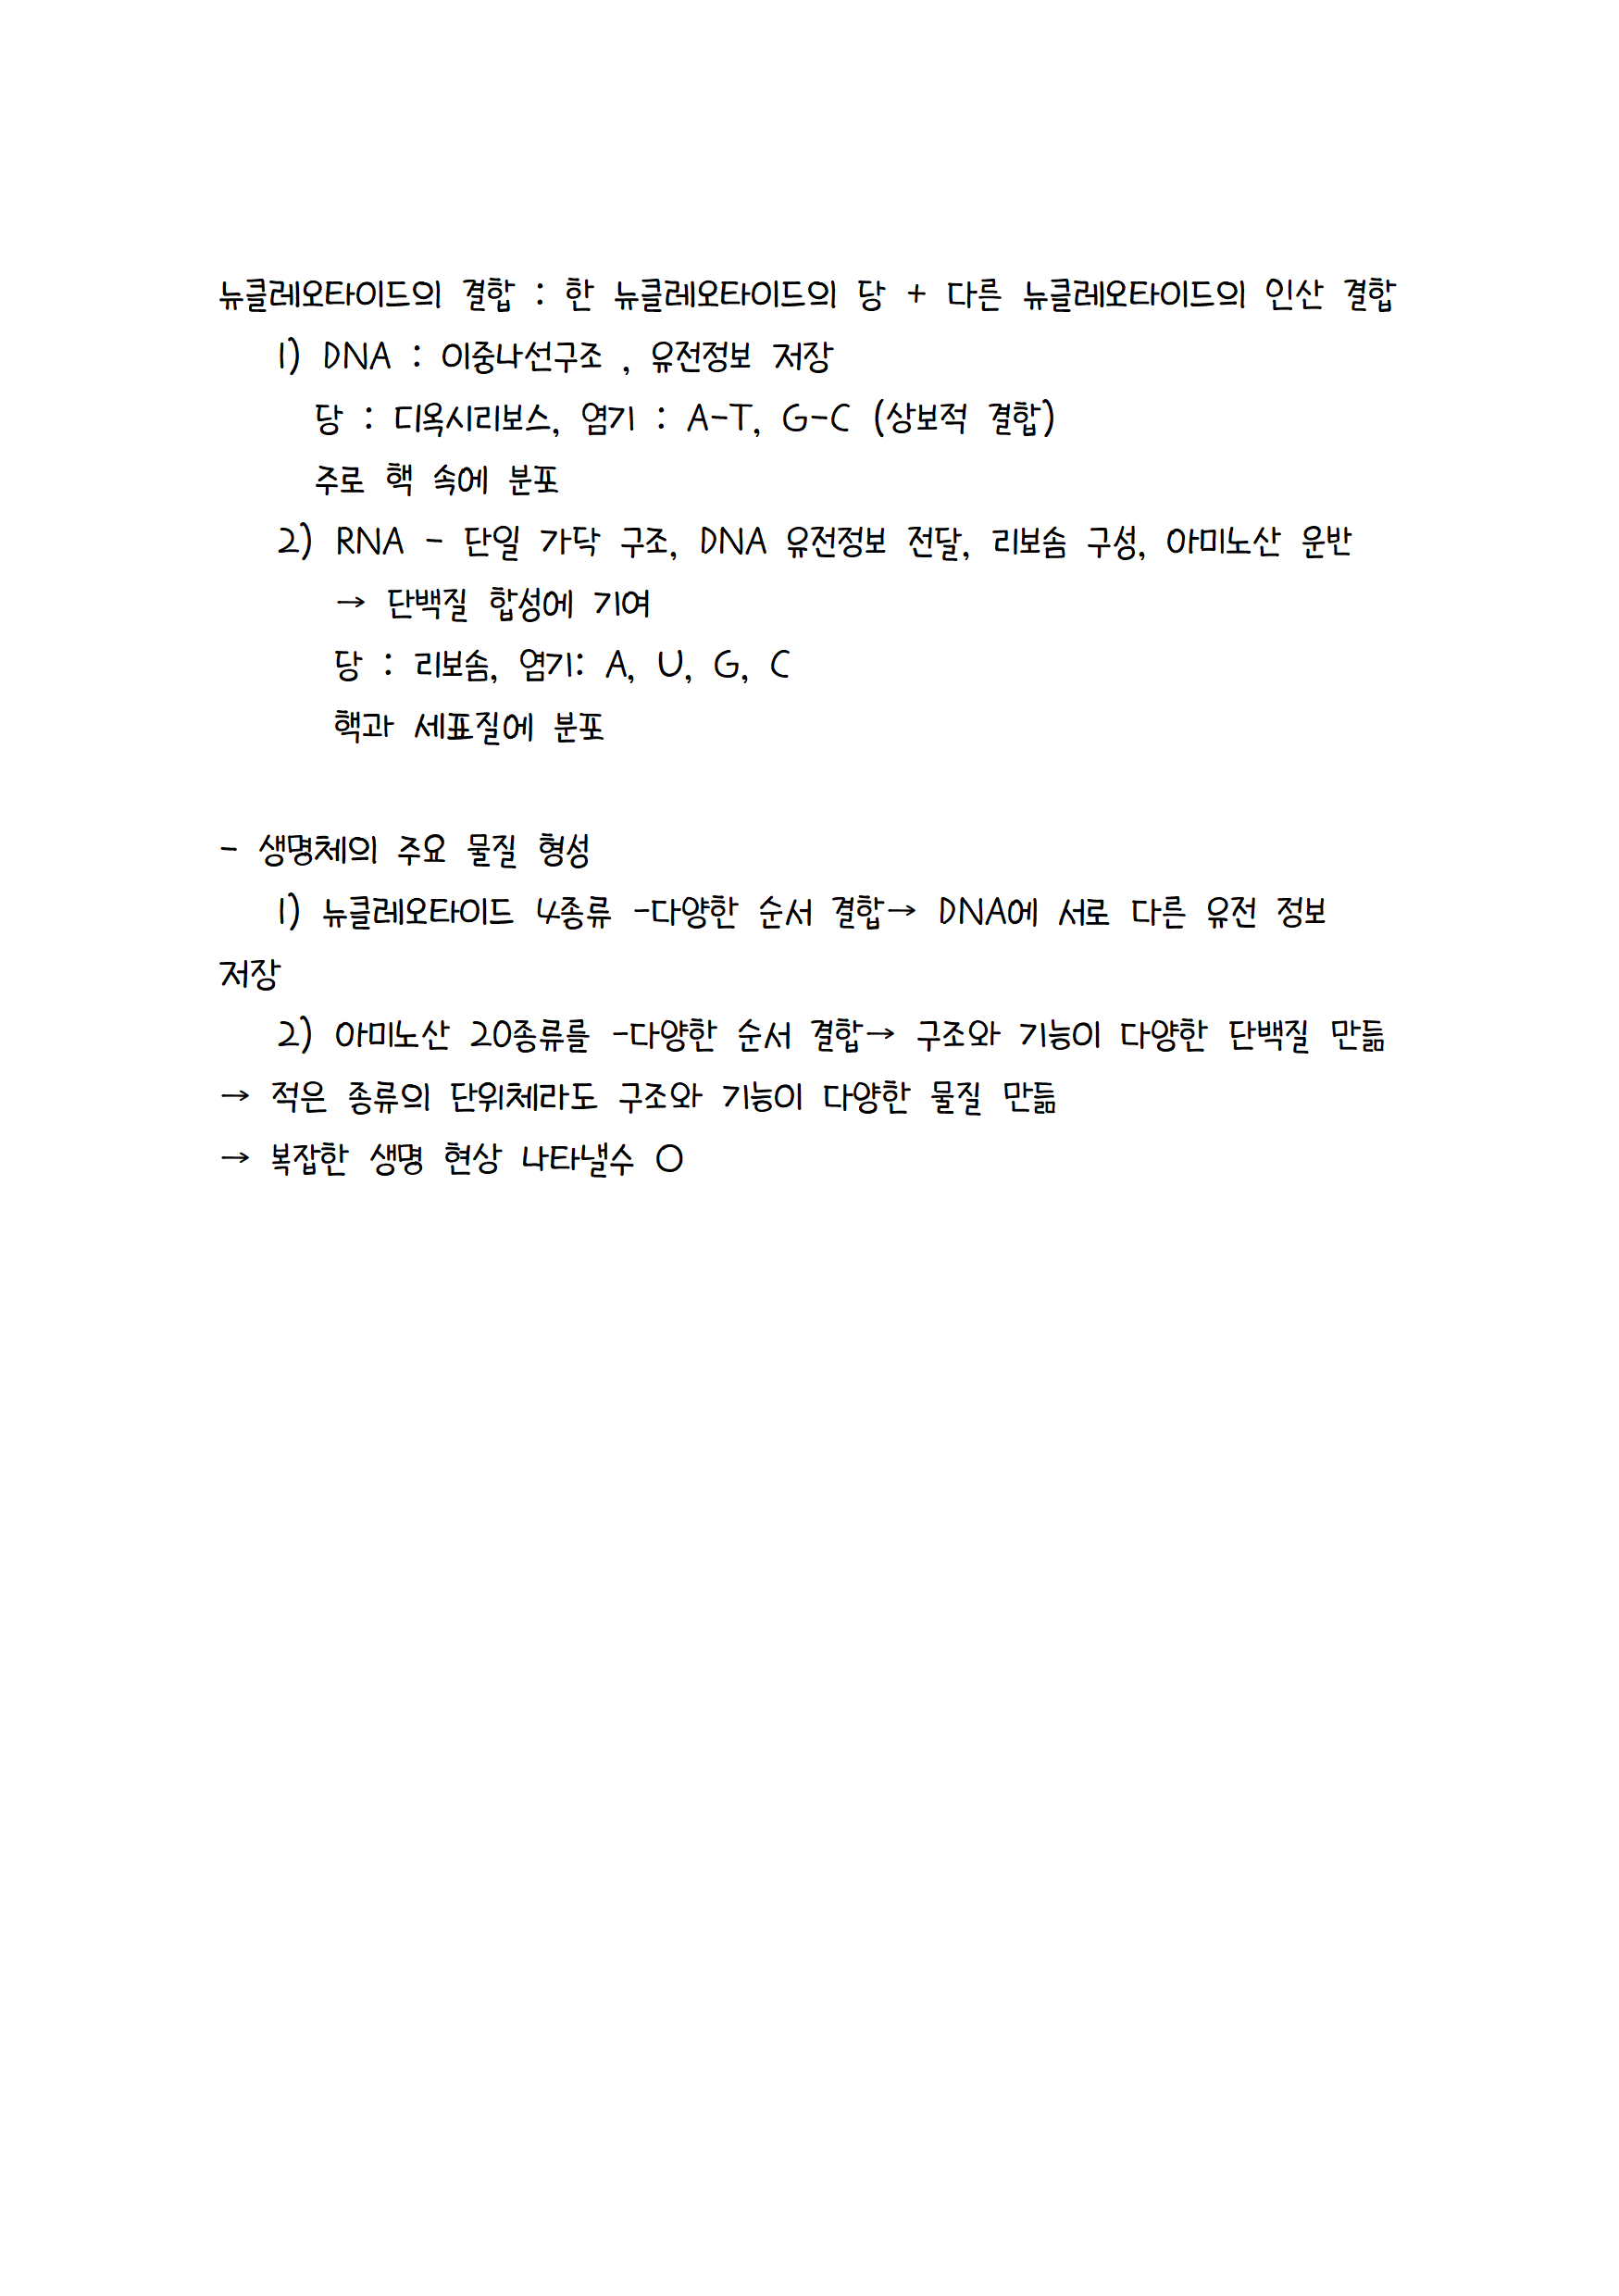 뉴클레오타이드의 결합 : 한 뉴클레오타이드의 당 + 다른 뉴클레오타이드의 인산 결합
1) DNA : 이중나선구조 , 유전정보 저장
당 : 디옥시리보스, 염기 : A-T, G-C (상보적 결합)
주로 핵 속에 분포
2) RNA - 단일 가닥 구조, DNA 유전정보 전달, 리보솜 구성, 아미노산 운반
→ 단백질 합성에 기여
당 : 리보솜, 염기: A, U, G, C
핵과 세표질에 분포
- 생명체의 주요 물질 형성
1) 뉴클레오타이드 4종류 -다양한 순서 결합→ DNA에 서로 다른 유전 정보
저장
2) 아미노산 20종류를 -다양한 순서 결합→ 구조와 기능이 다양한 단백질 만듦
→ 적은 종류의 단위체라도 구조와 기능이 다양한 물질 만듦
→ 복잡한 생명 현상 나타낼수 O